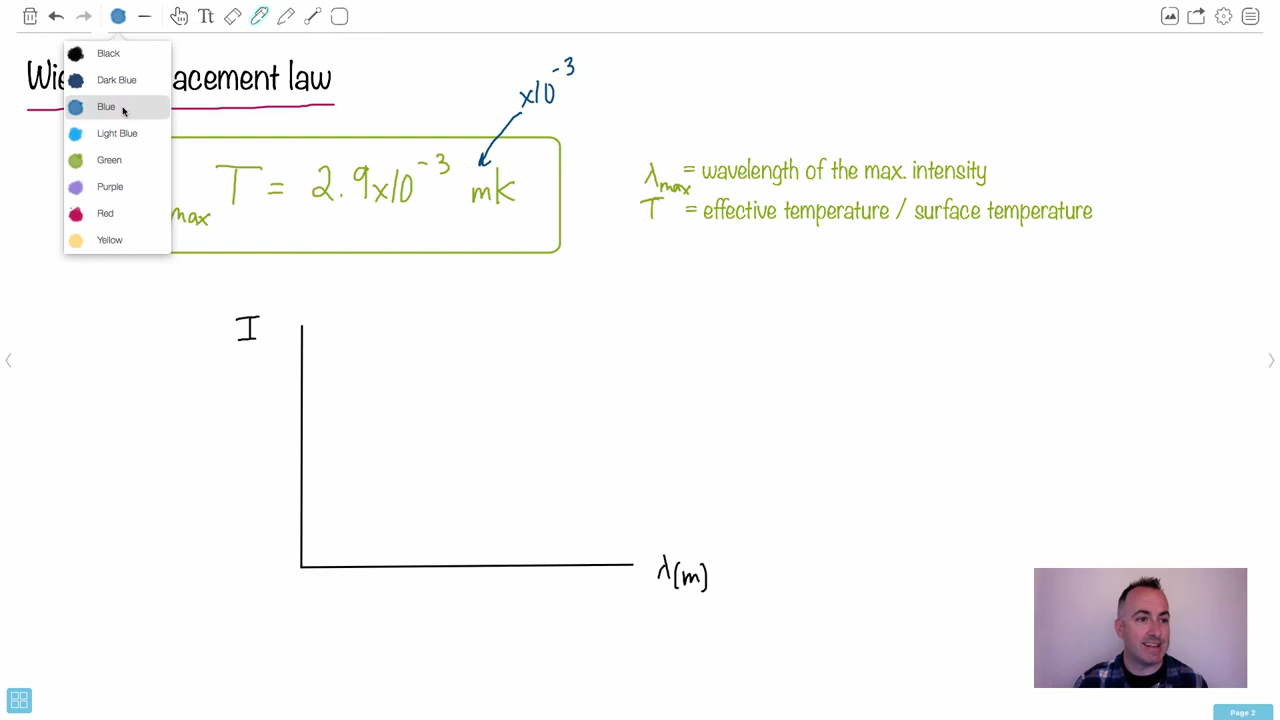 Tt
Black
Dark Blue
Blue
Light Blue
Green
Purple
Red
Yellow
Wie
acement law
x10⁻³
max T = 2.9x10⁻³ mk
λmax = wavelength of the max. intensity
T = effective temperature / surface temperature
I
λ(m)
Page 2